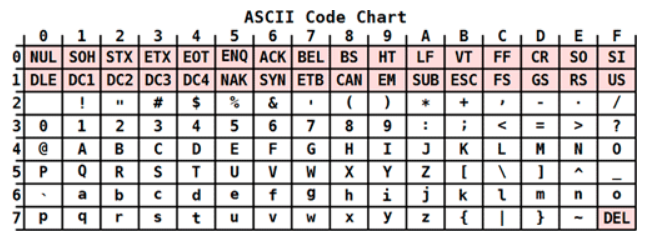 ASCII Code Chart
0 1 2 3 4 5 6 7 8 9 A B C D E F
0 NUL SOH STX ETX EOT ENQ ACK BEL BS HT LF VT FF CR SO SI
1 DLE DC1 DC2 DC3 DC4 NAK SYN ETB CAN EM SUB ESC FS GS RS US
2 ! " # $ % & ' ( ) * + , - . /
3 0 1 2 3 4 5 6 7 8 9 : ; < = > ?
4 @ A B C D E F G H I J K L M N O
5 P Q R S T U V W X Y Z [ \ ] ^ _
6 ` a b c d e f g h i j k l m n o
7 p q r s t u v w x y z { | } ~ DEL